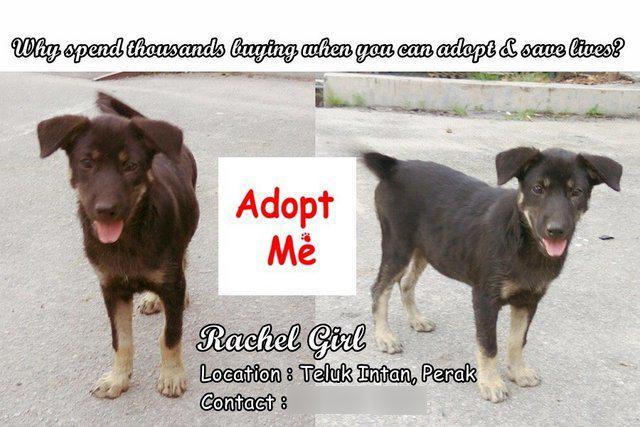 Why spend thousands buying when you can adopt & save lives?
Adopt
Me
Rachel Girl
Location : Teluk Intan, Perak
Contact :